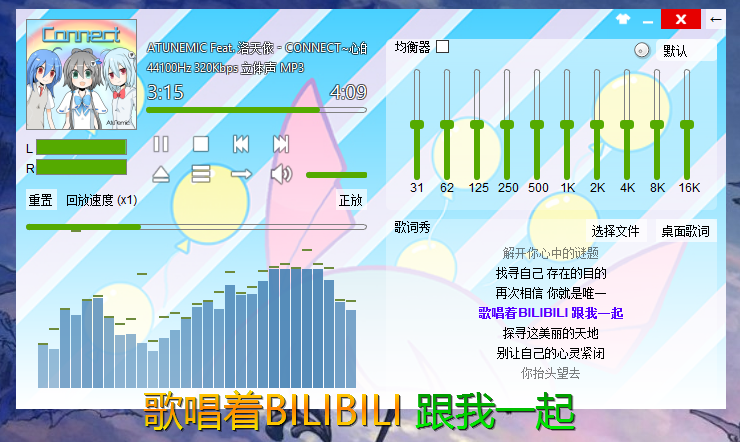 ←
Connect
AtuNemic
ATUNEMIC Feat. 洛天依 - CONNECT~心的
44100Hz 320Kbps 立体声 MP3
3:15 4:09
L
R
重置 回放速度 (x1) 正放
均衡器 默认
31 62 125 250 500 1K 2K 4K 8K 16K
歌词秀 选择文件 桌面歌词
解开你心中的谜题
找寻自己 存在的目的
再次相信 你就是唯一
歌唱着BILIBILI 跟我一起
探寻这美丽的天地
别让自己的心灵紧闭
你抬头望去
歌唱着BILIBILI 跟我一起